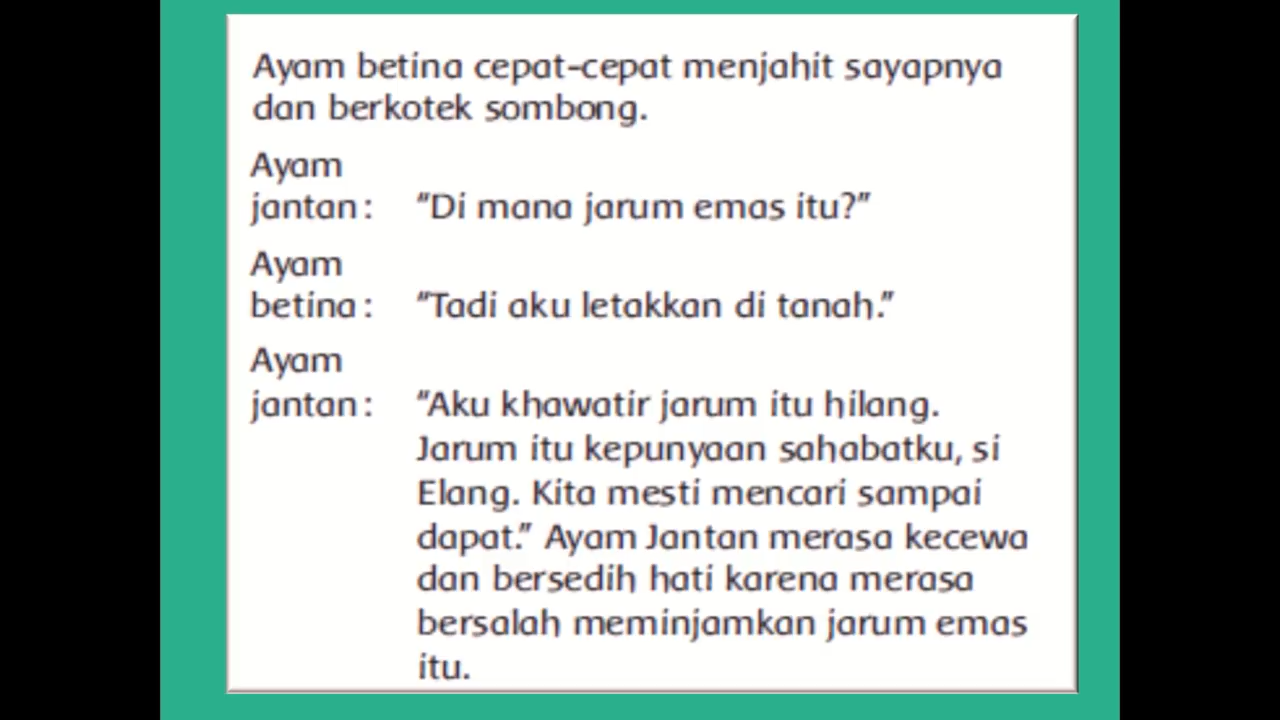 Ayam betina cepat-cepat menjahit sayapnya
dan berkotek sombong.
Ayam
jantan : "Di mana jarum emas itu?"
Ayam
betina : "Tadi aku letakkan di tanah."
Ayam
jantan : "Aku khawatir jarum itu hilang.
Jarum itu kepunyaan sahabatku, si
Elang. Kita mesti mencari sampai
dapat." Ayam Jantan merasa kecewa
dan bersedih hati karena merasa
bersalah meminjamkan jarum emas
itu.